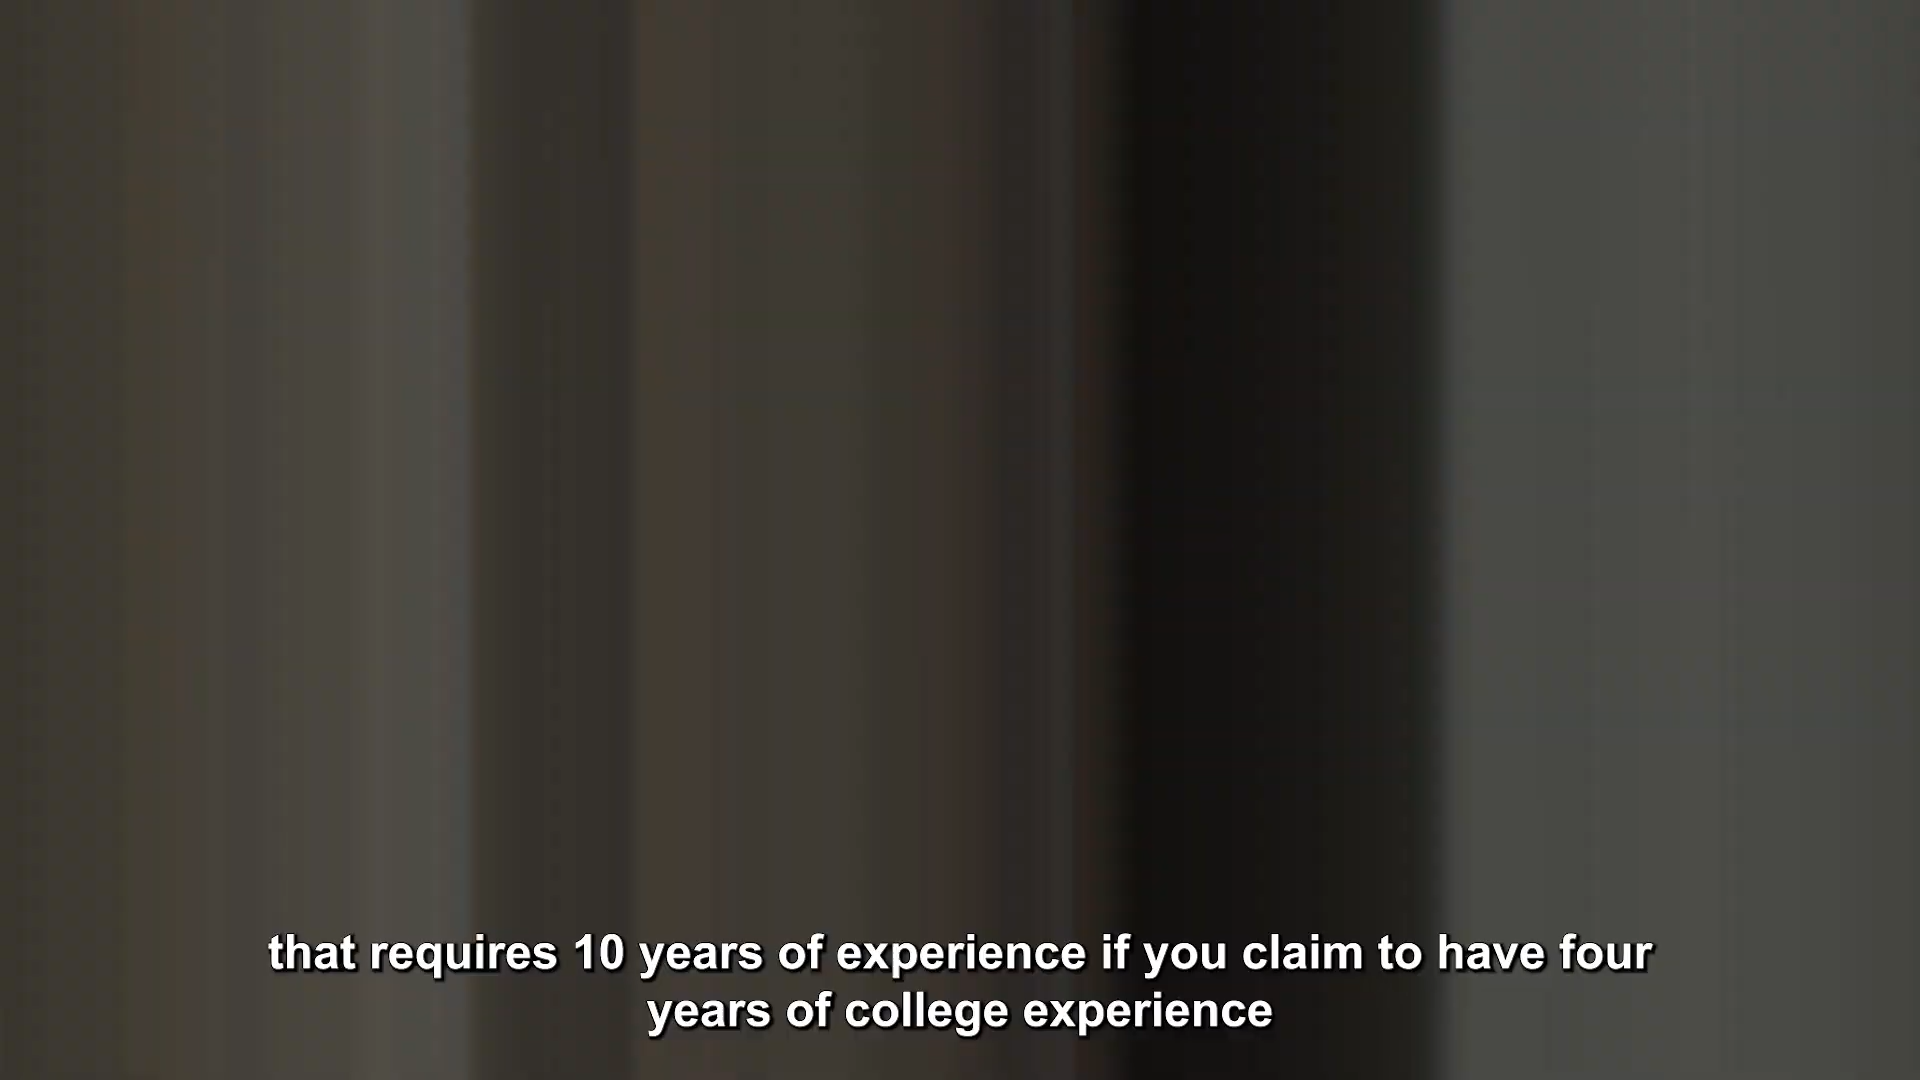 that requires 10 years of experience if you claim to have four
years of college experience